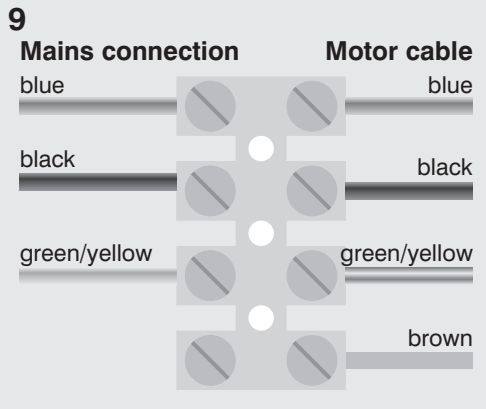 9
Mains connection Motor cable
blue blue
black black
green/yellow green/yellow
brown